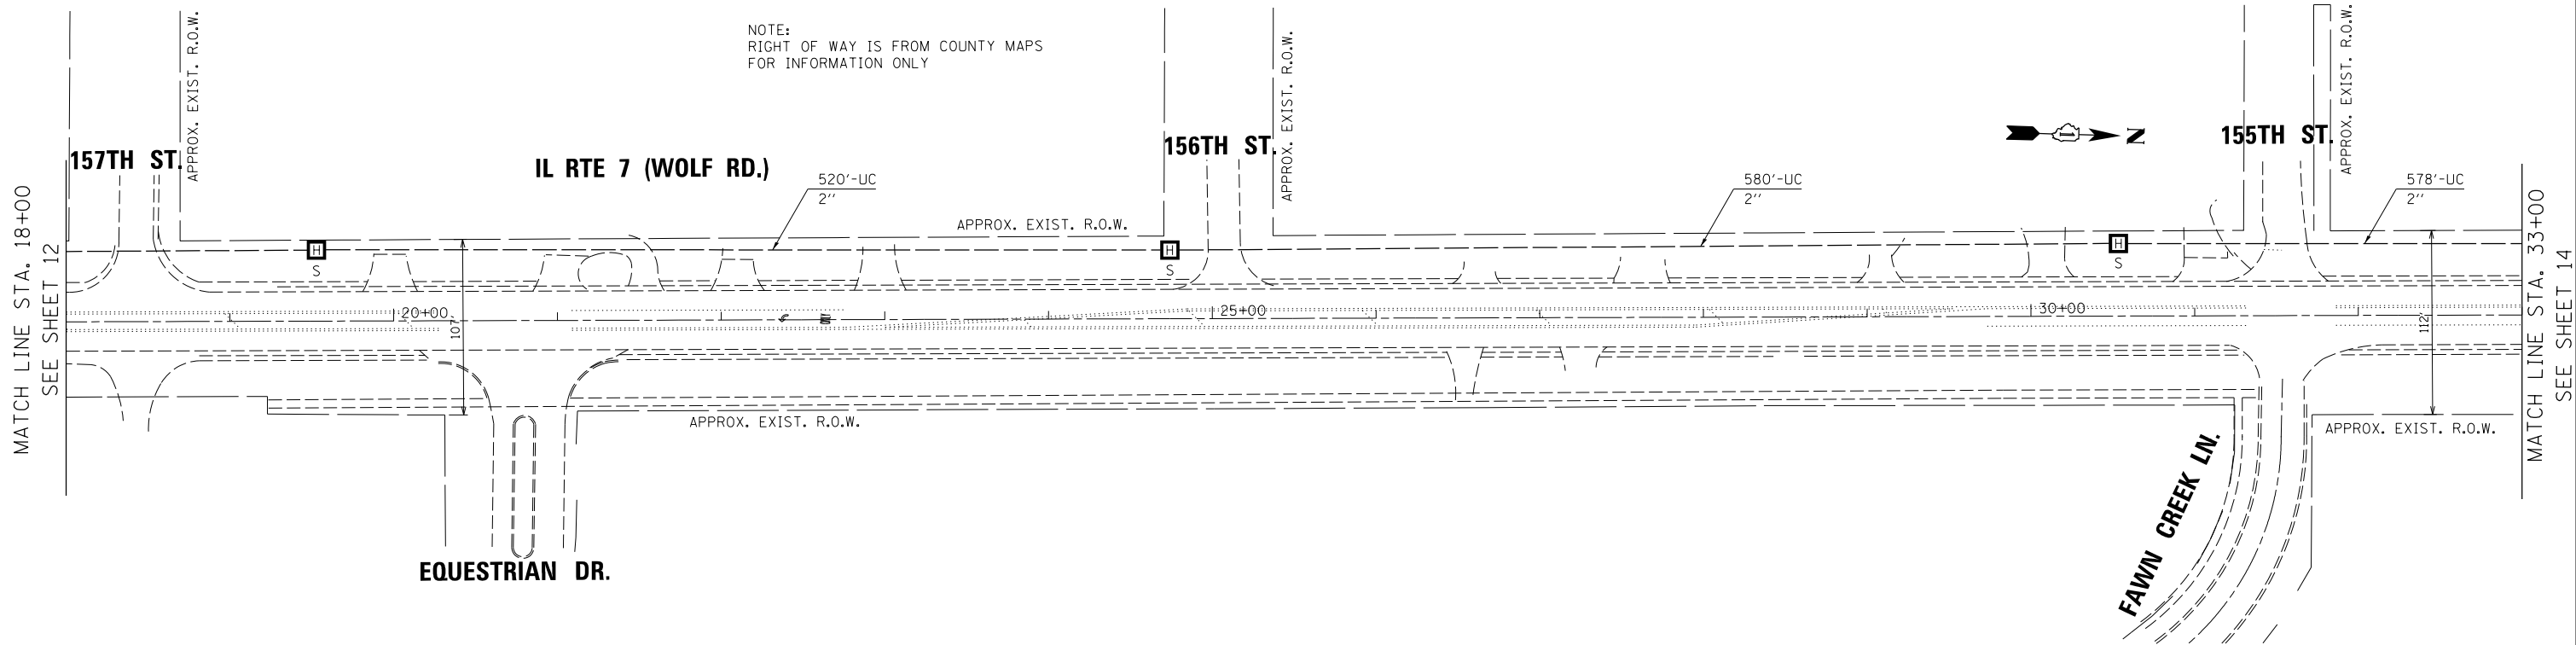 NOTE:
RIGHT OF WAY IS FROM COUNTY MAPS
FOR INFORMATION ONLY
APPROX. EXIST. R.O.W.
157TH ST.
IL RTE 7 (WOLF RD.)
520'-UC
2''
APPROX. EXIST. R.O.W.
156TH ST.
APPROX. EXIST. R.O.W.
580'-UC
2''
N
155TH ST.
APPROX. EXIST. R.O.W.
578'-UC
2''
MATCH LINE STA. 18+00
SEE SHEET 12
H
S
H
S
H
S
20+00
107'
25+00
30+00
112'
MATCH LINE STA. 33+00
SEE SHEET 14
APPROX. EXIST. R.O.W.
APPROX. EXIST. R.O.W.
EQUESTRIAN DR.
FAWN CREEK LN.